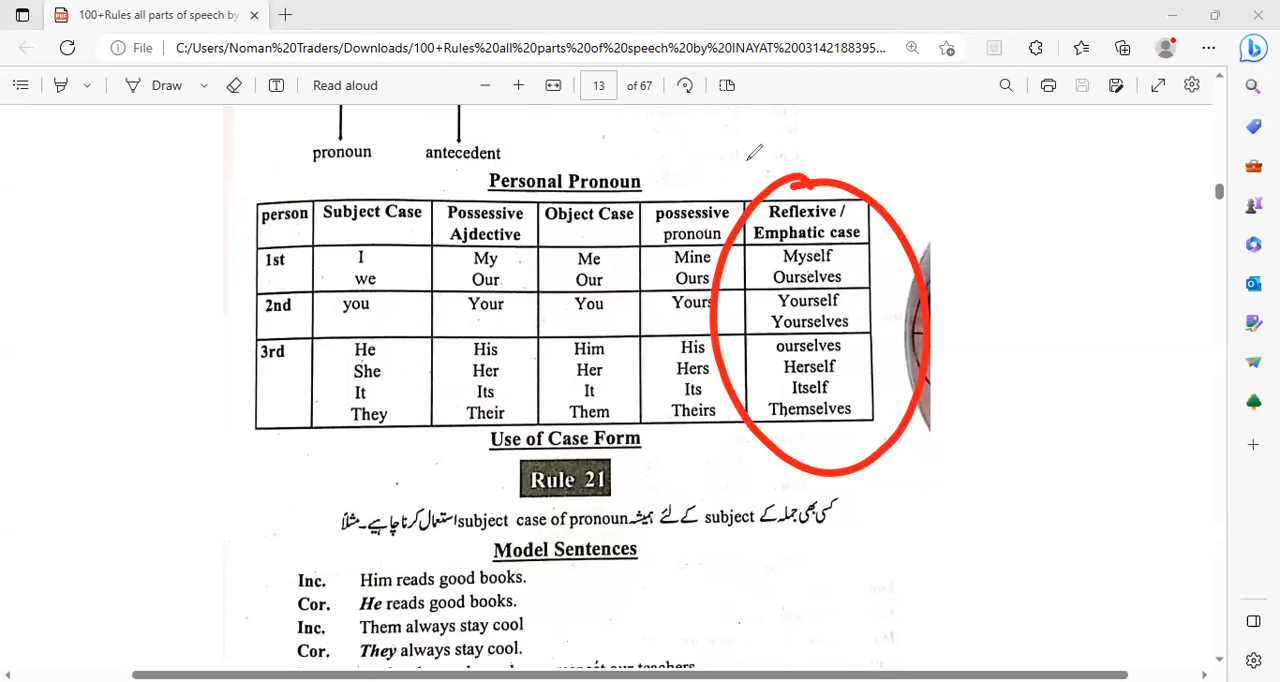 100+Rules all parts of speech by
File
C:/Users/Noman%20Traders/Downloads/100+Rules%20all%20parts%20of%20speech%20by%20INAYAT%2003142188395...
Draw
Read aloud
13 of 67
pronoun antecedent
Personal Pronoun
person Subject Case Possessive Ajdective Object Case possessive pronoun Reflexive / Emphatic case
1st I My Me Mine Myself
we Our Our Ours Ourselves
2nd you Your You Yours Yourself
Yourselves
3rd He His Him His ourselves
She Her Her Hers Herself
It Its It Its Itself
They Their Them Theirs Themselves
Use of Case Form
Rule 21
کسی بھی جملہ کے subject کے لئے ہمیشہ subject case of pronoun استعمال کرنا چاہیے۔ مثلاً
Model Sentences
Inc. Him reads good books.
Cor. He reads good books.
Inc. Them always stay cool
Cor. They always stay cool.
our teachers